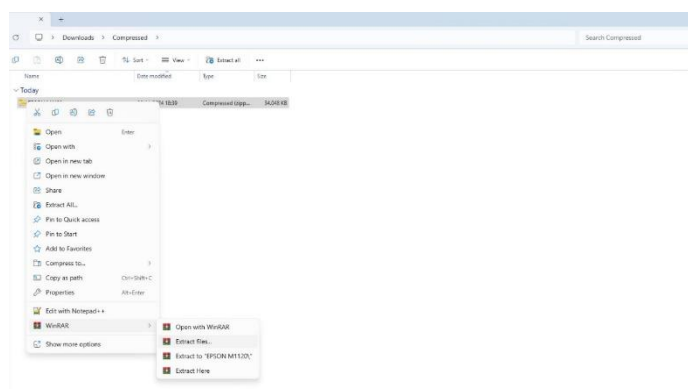 Downloads > Compressed >
Search Compressed
Sort
View
Extract all
...
Name Date modified Type Size
Today
18:39 Compressed (zipp...
Open Enter
Open with
Open in new tab
Open in new window
Share
Extract All...
Pin to Quick access
Pin to Start
Add to Favorites
Compress to...
Copy as path Ctrl+Shift+C
Properties Alt+Enter
Edit with Notepad++
WinRAR
Show more options
Open with WinRAR
Extract files...
Extract to "EPSON M1120\"
Extract Here